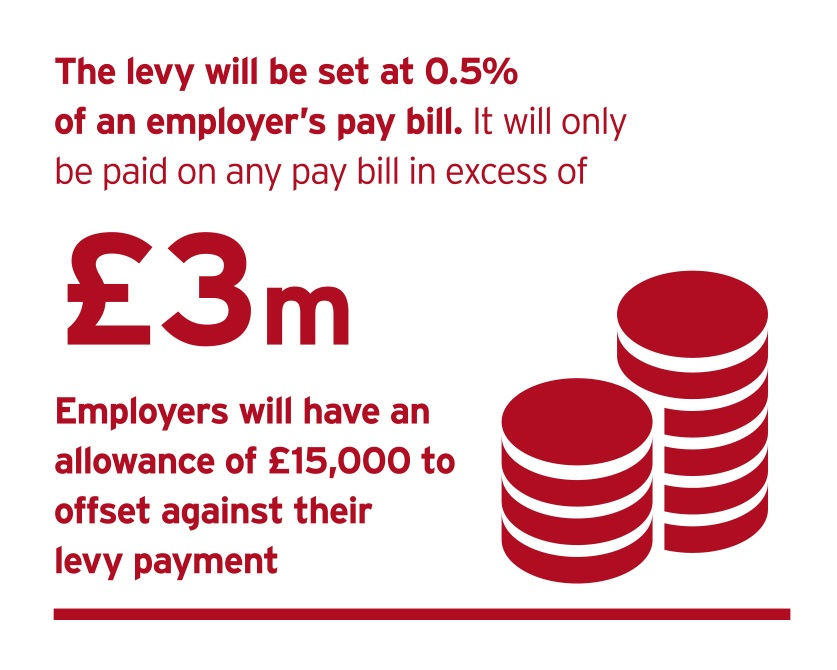 The levy will be set at 0.5%
of an employer’s pay bill. It will only
be paid on any pay bill in excess of
£3m
Employers will have an
allowance of £15,000 to
offset against their
levy payment